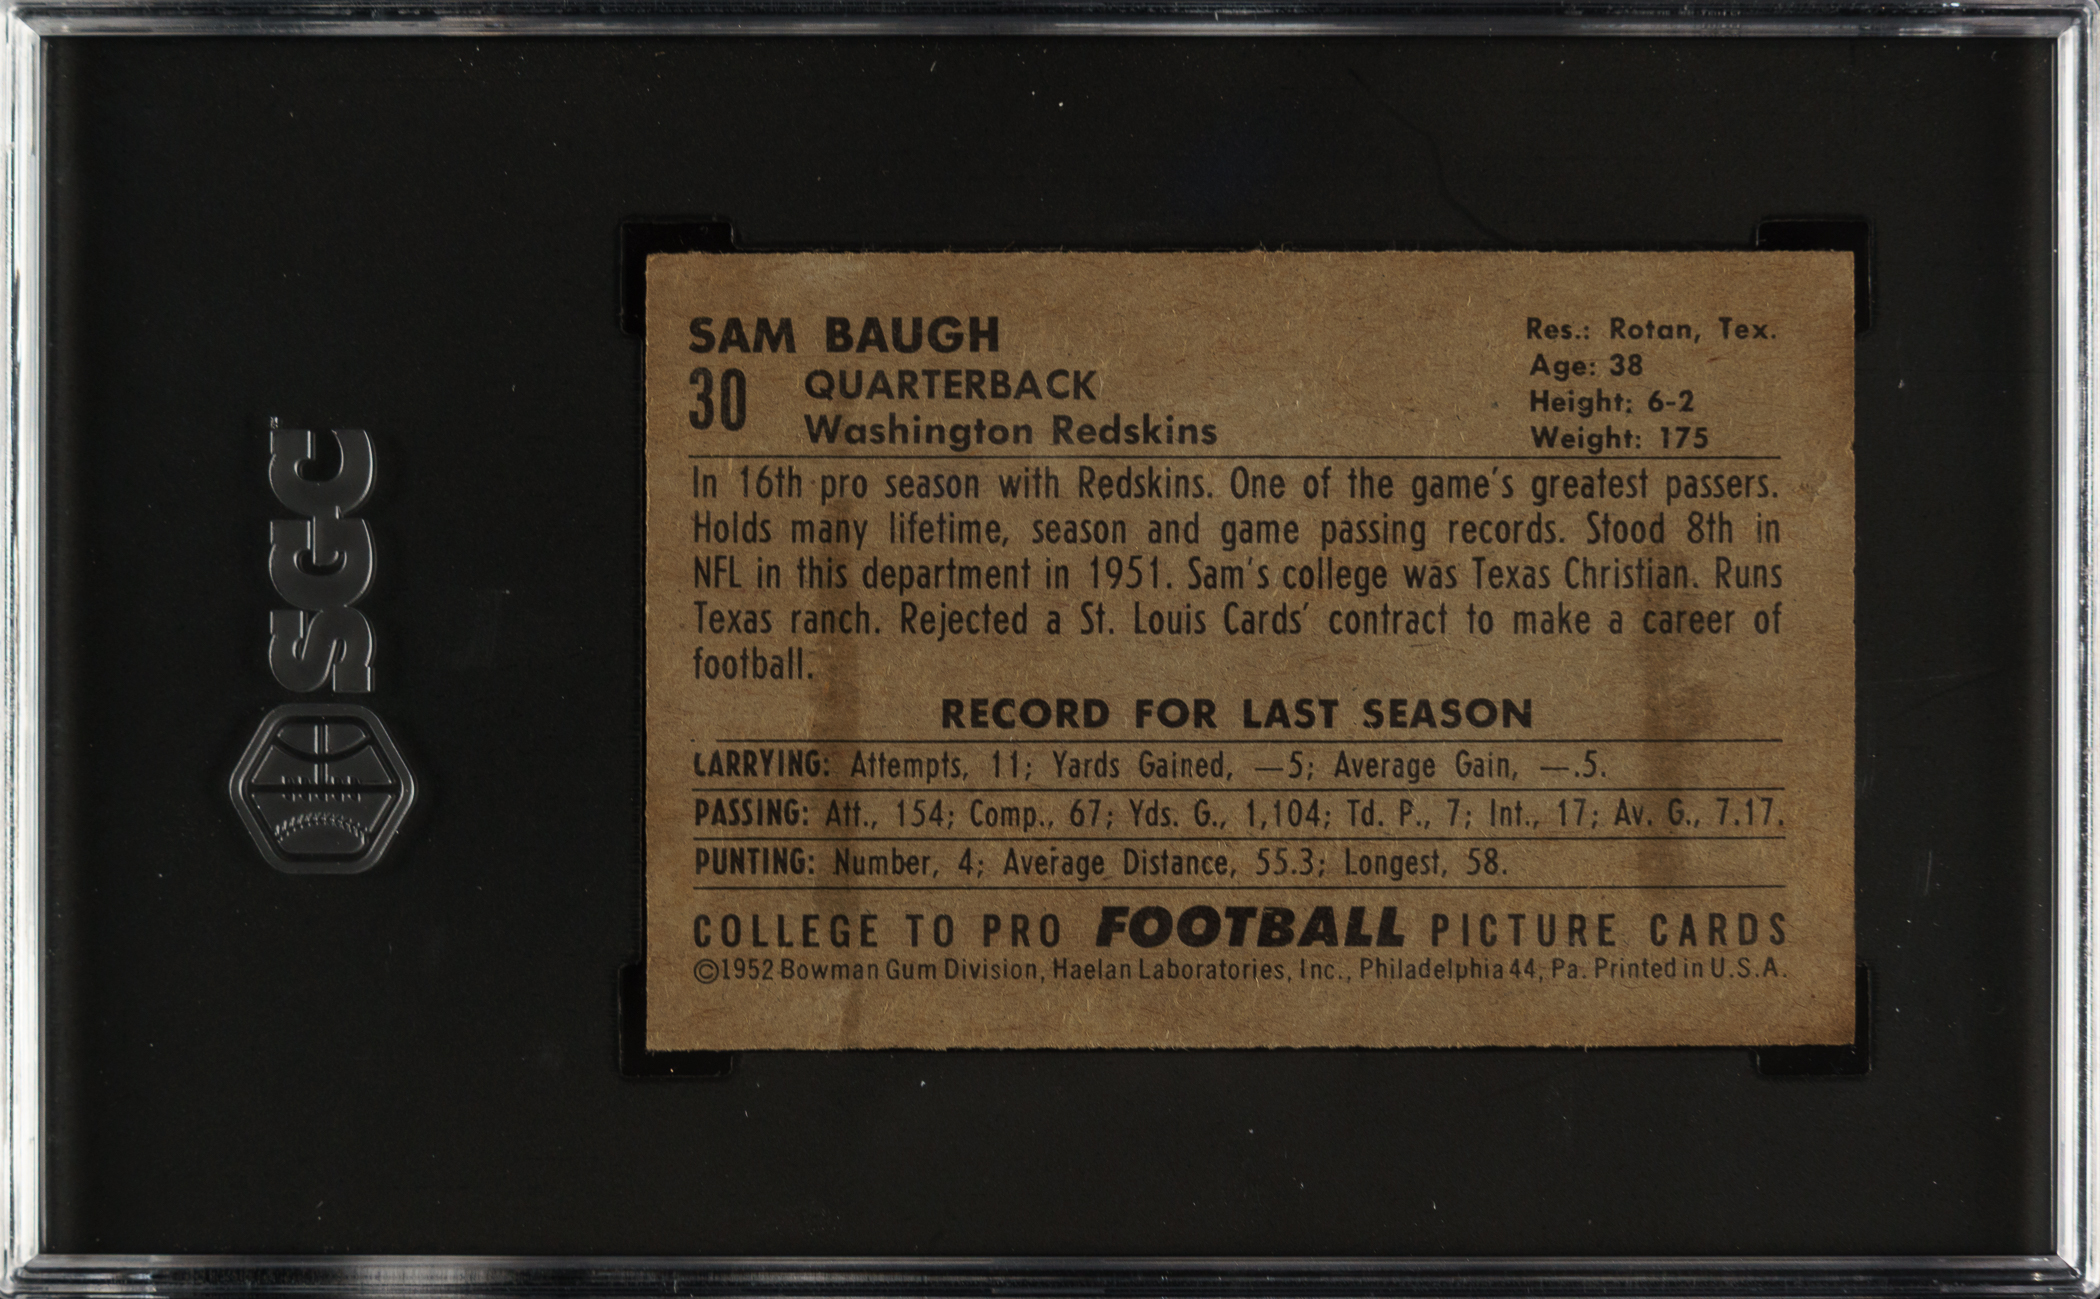 SGC
SAM BAUGH
30 QUARTERBACK
Washington Redskins
Res.: Rotan, Tex.
Age: 38
Height: 6-2
Weight: 175
In 16th pro season with Redskins. One of the game's greatest passers.
Holds many lifetime, season and game passing records. Stood 8th in
NFL in this department in 1951. Sam's college was Texas Christian. Runs
Texas ranch. Rejected a St. Louis Cards' contract to make a career of
football.
RECORD FOR LAST SEASON
CARRYING: Attempts, 11; Yards Gained, —5; Average Gain, —.5.
PASSING: Att., 154; Comp., 67; Yds. G., 1,104; Td. P., 7; Int., 17; Av. G., 7.17.
PUNTING: Number, 4; Average Distance, 55.3; Longest, 58.
COLLEGE TO PRO FOOTBALL PICTURE CARDS
©1952 Bowman Gum Division, Haelan Laboratories, Inc., Philadelphia 44, Pa. Printed in U.S.A.